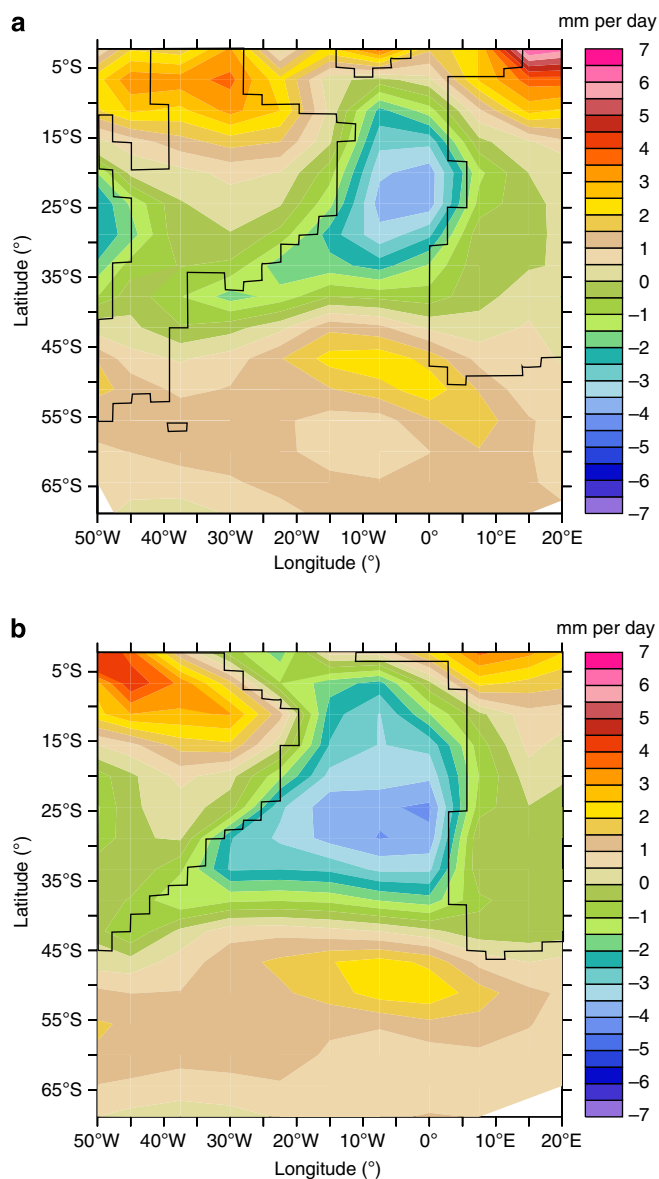 a
mm per day
5°S
15°S
25°S
35°S
45°S
55°S
65°S
Latitude (°)
7
6
5
4
3
2
1
0
–1
–2
–3
–4
–5
–6
–7
50°W 40°W 30°W 20°W 10°W 0° 10°E 20°E
Longitude (°)
b
mm per day
5°S
15°S
25°S
35°S
45°S
55°S
65°S
Latitude (°)
7
6
5
4
3
2
1
0
–1
–2
–3
–4
–5
–6
–7
50°W 40°W 30°W 20°W 10°W 0° 10°E 20°E
Longitude (°)